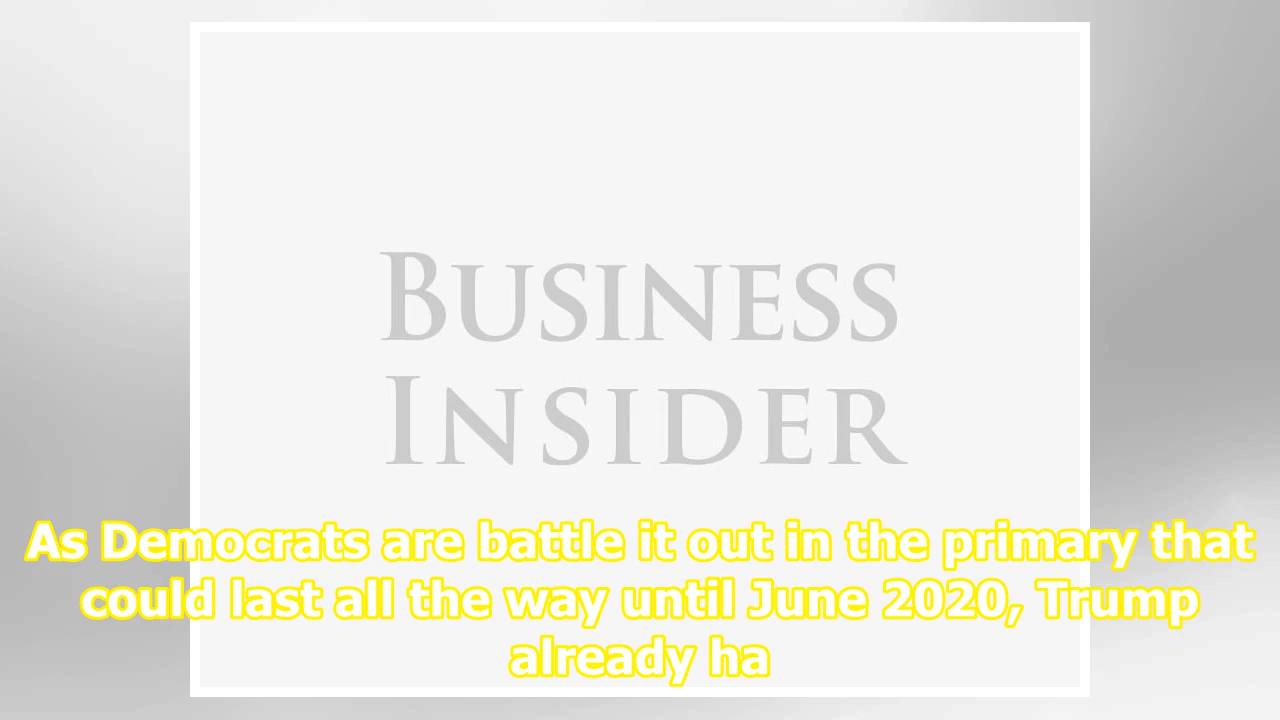 BUSINESS
INSIDER
As Democrats are battle it out in the primary that
could last all the way until June 2020, Trump
already ha